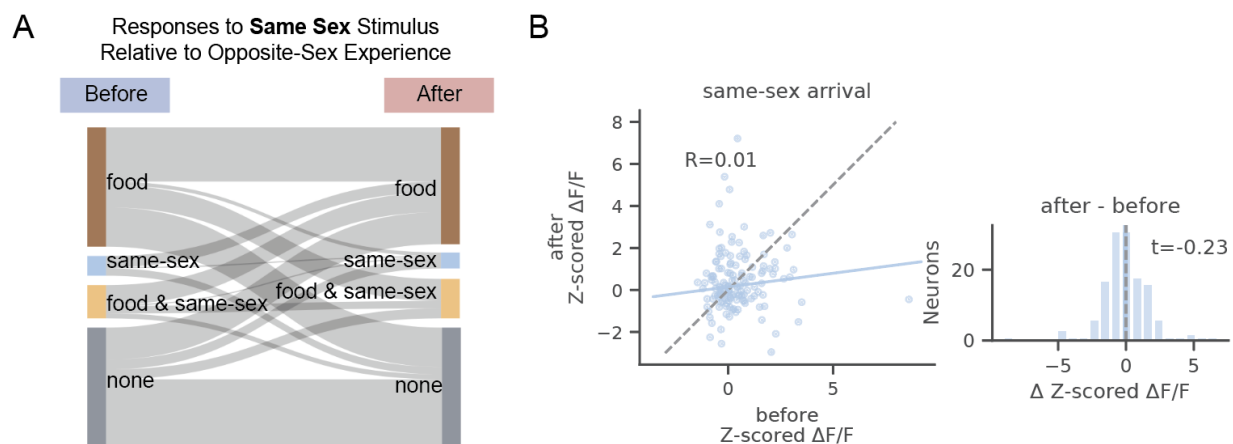 A
Responses to Same Sex Stimulus
Relative to Opposite-Sex Experience
Before
After
food
same-sex
food & same-sex
none
food
same-sex
food & same-sex
none
B
same-sex arrival
R=0.01
after
Z-scored ΔF/F
8
6
4
2
0
−2
0
5
before
Z-scored ΔF/F
after - before
t=-0.23
Neurons
20
0
−5
0
5
Δ Z-scored ΔF/F